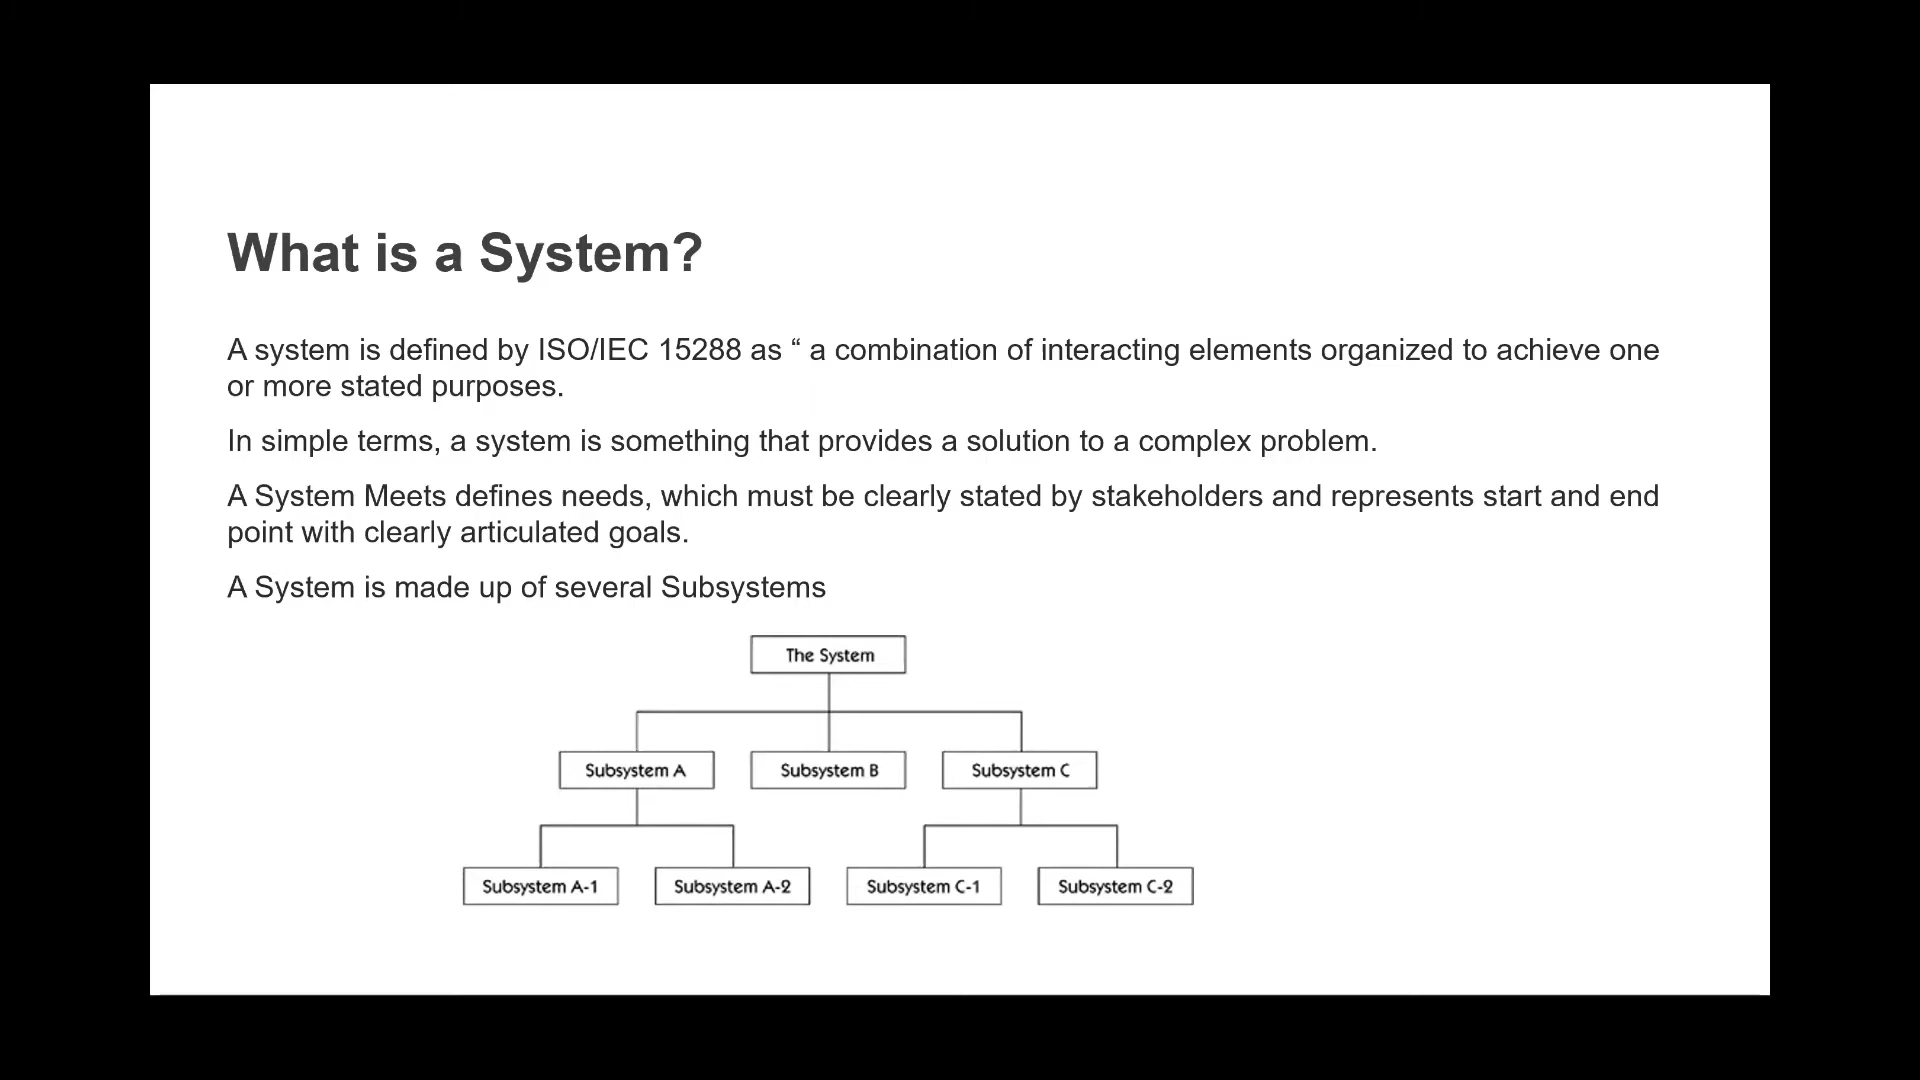 What is a System?
A system is defined by ISO/IEC 15288 as “ a combination of interacting elements organized to achieve one
or more stated purposes.
In simple terms, a system is something that provides a solution to a complex problem.
A System Meets defines needs, which must be clearly stated by stakeholders and represents start and end
point with clearly articulated goals.
A System is made up of several Subsystems
The System
Subsystem A
Subsystem B
Subsystem C
Subsystem A-1
Subsystem A-2
Subsystem C-1
Subsystem C-2